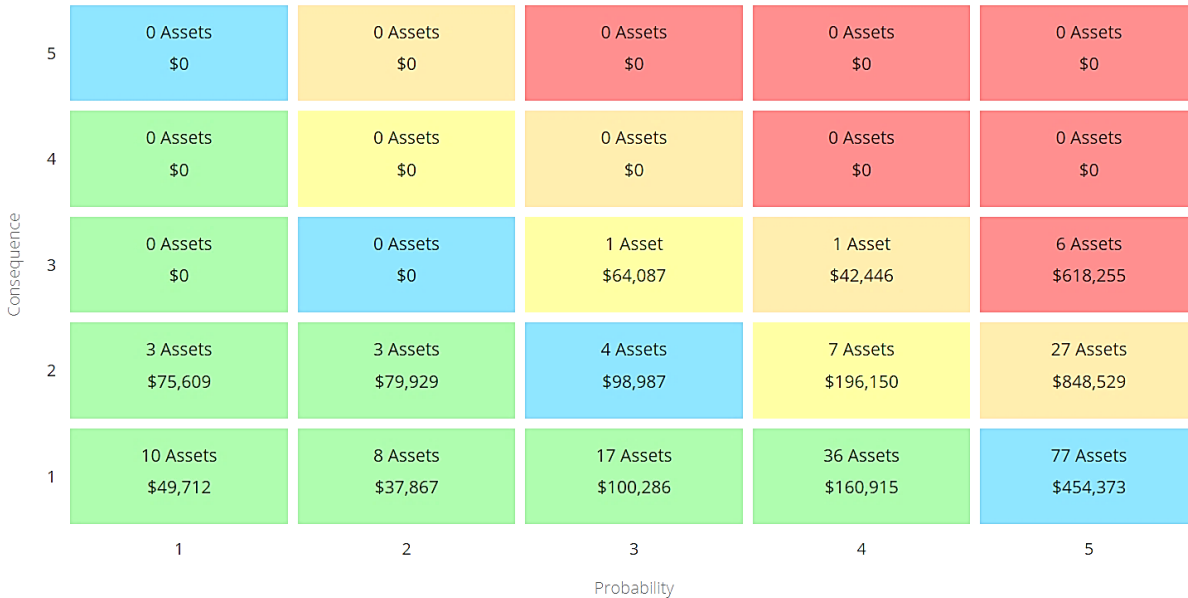 5
0 Assets
0 Assets
0 Assets
0 Assets
0 Assets
$0
$0
$0
$0
$0
4
0 Assets
0 Assets
0 Assets
0 Assets
0 Assets
$0
$0
$0
$0
$0
Consequence
3
0 Assets
0 Assets
1 Asset
1 Asset
6 Assets
$0
$0
$64,087
$42,446
$618,255
2
3 Assets
3 Assets
4 Assets
7 Assets
27 Assets
$75,609
$79,929
$98,987
$196,150
$848,529
1
10 Assets
8 Assets
17 Assets
36 Assets
77 Assets
$49,712
$37,867
$100,286
$160,915
$454,373
1
2
3
4
5
Probability